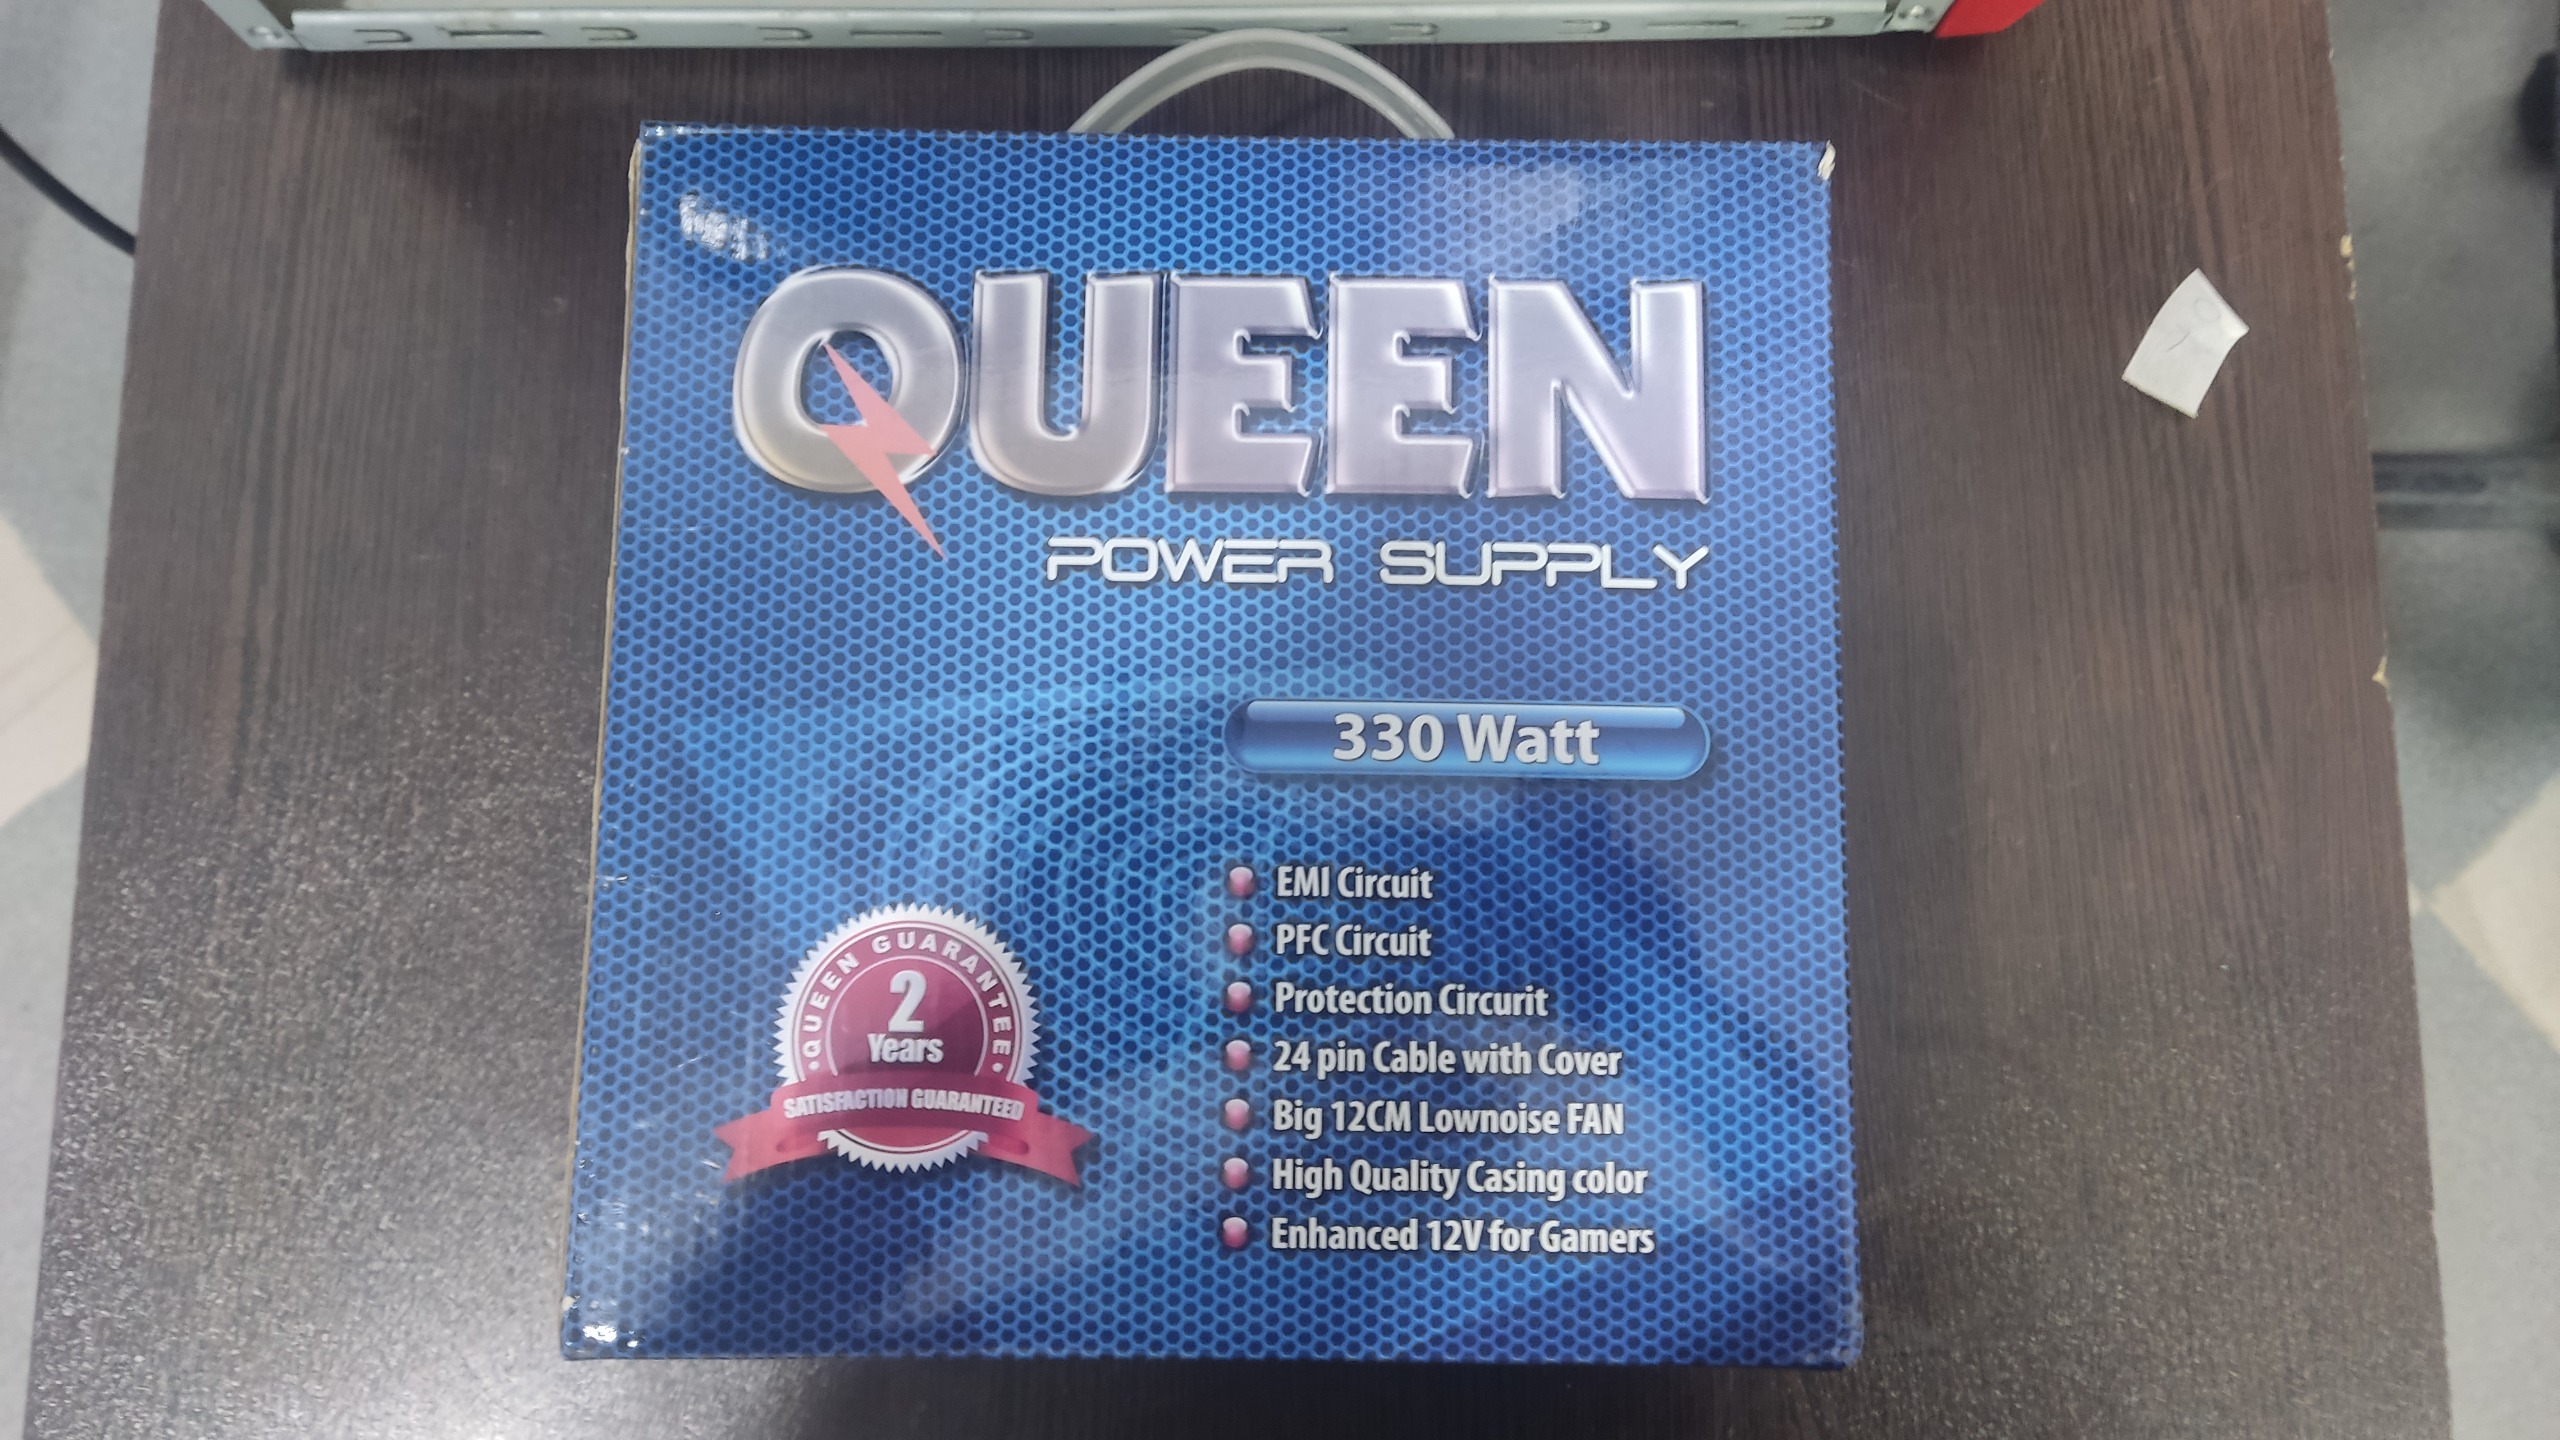 QUEEN
POWER SUPPLY
330 Watt
EMI Circuit
PFC Circuit
Protection Circurit
24 pin Cable with Cover
Big 12CM Lownoise FAN
High Quality Casing color
Enhanced 12V for Gamers
QUEEN GUARANTEE
2
Years
SATISFACTION GUARANTEED